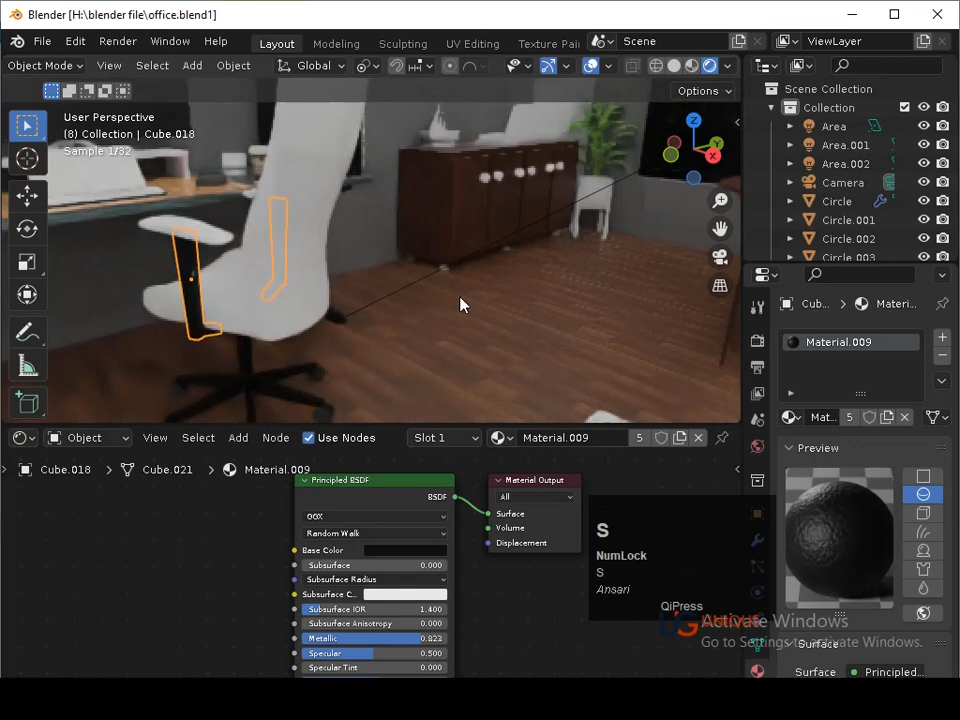 Blender [H:\blender file\office.blend1]
File Edit Render Window Help Layout Modeling Sculpting UV Editing Texture Pai Scene ViewLayer
Object Mode View Select Add Object Global
Options
User Perspective
(8) Collection | Cube.018
Sample 1/32
Z
Y
X
Scene Collection
Collection
Area
Area.001
Area.002
Camera
Circle
Circle.001
Circle.002
Circle.003
Cub... Materi...
Material.009
Mat... 5
Preview
Surface
Surface Principled...
Object View Select Add Node Use Nodes Slot 1 Material.009 5
Cube.018 Cube.021 Material.009
Principled BSDF
BSDF
GGX
Random Walk
Base Color
Subsurface 0.000
Subsurface Radius
Subsurface C...
Subsurface IOR 1.400
Subsurface Anisotropy 0.000
Metallic 0.823
Specular 0.500
Specular Tint 0.000
Material Output
All
Surface
Volume
Displacement
S
NumLock
S
Ansari
QiPress
Activate Windows
Go to Settings to activate Windows.